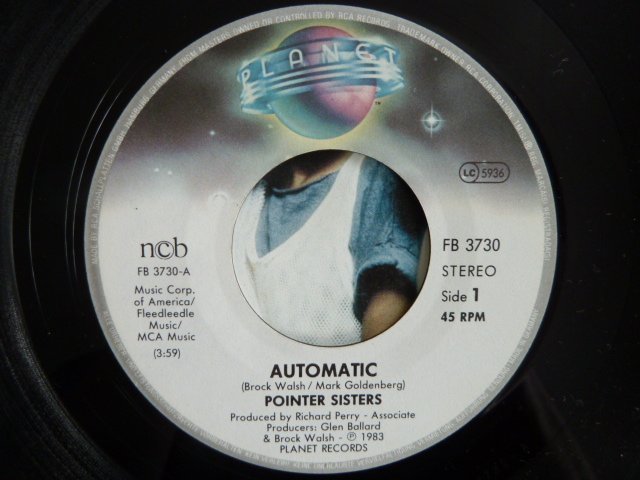 PLANET
™
LC 5936
ncb
FB 3730-A
Music Corp.
of America/
Fleedleedle
Music/
MCA Music
(3:59)
FB 3730
STEREO
Side 1
45 RPM
AUTOMATIC
(Brock Walsh / Mark Goldenberg)
POINTER SISTERS
Produced by Richard Perry - Associate
Producers: Glen Ballard
& Brock Walsh - ℗ 1983
PLANET RECORDS